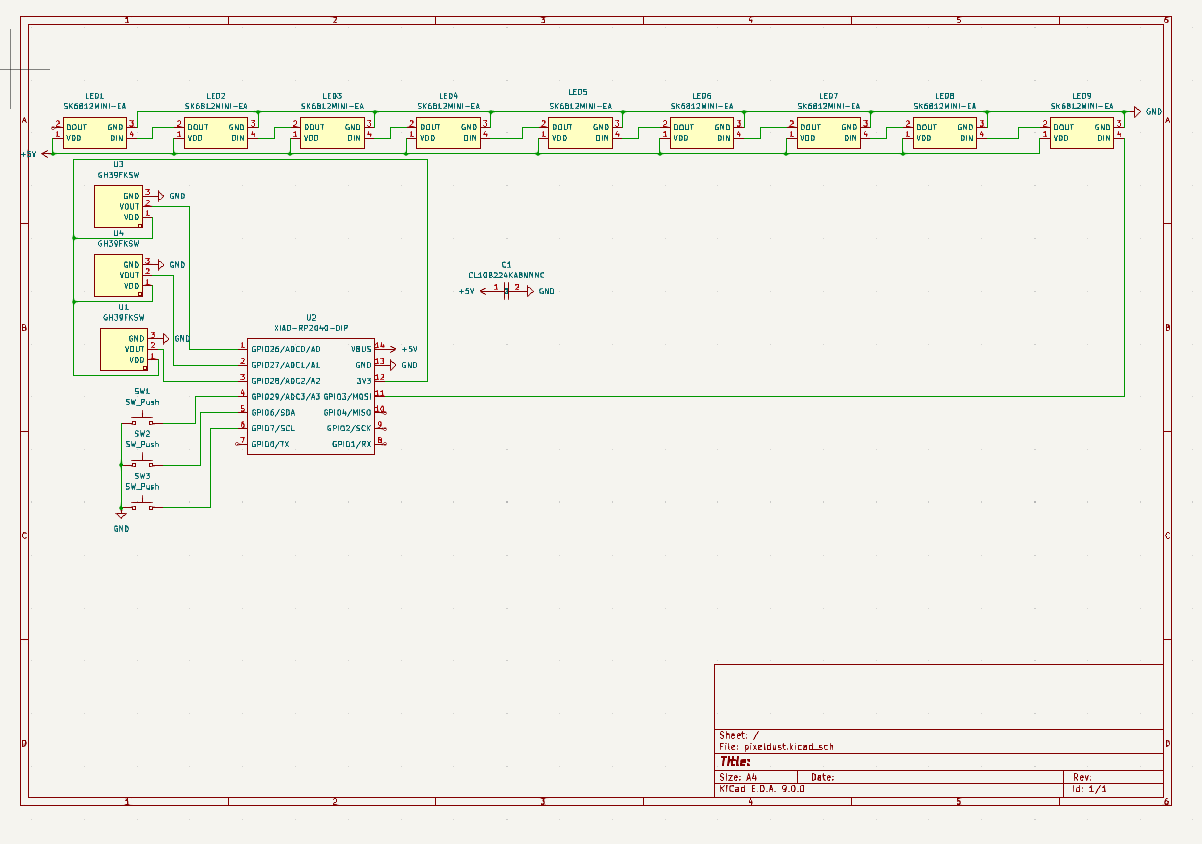 1 2 3 4 5 6
LED1 LED2 LED3 LED4 LED5 LED6 LED7 LED8 LED9
SK6812MINI-EA SK6812MINI-EA SK6812MINI-EA SK6812MINI-EA SK6812MINI-EA SK6812MINI-EA SK6812MINI-EA SK6812MINI-EA SK6812MINI-EA
GND
A A
2 DOUT GND 3 2 DOUT GND 3 2 DOUT GND 3 2 DOUT GND 3 2 DOUT GND 3 2 DOUT GND 3 2 DOUT GND 3 2 DOUT GND 3 2 DOUT GND 3
1 VDD DIN 4 1 VDD DIN 4 1 VDD DIN 4 1 VDD DIN 4 1 VDD DIN 4 1 VDD DIN 4 1 VDD DIN 4 1 VDD DIN 4 1 VDD DIN 4
+5V
U3
GH39FKSW
GND 3 GND
VOUT 2
VDD 1
U4
GH39FKSW
GND 3 GND
VOUT 2
VDD 1
U1
GH39FKSW
GND 3 GND
VOUT 2
VDD 1
C1
CL10B224KA8NNNC
+5V 1 2 GND
B B
U2
XIAO-RP2040-DIP
1 GPIO26/ADC0/A0 VBUS 14 +5V
2 GPIO27/ADC1/A1 GND 13 GND
3 GPIO28/ADC2/A2 3V3 12
4 GPIO29/ADC3/A3 GPIO3/MOSI 11
5 GPIO6/SDA GPIO4/MISO 10
6 GPIO7/SCL GPIO2/SCK 9
7 GPIO0/TX GPIO1/RX 8
SW1
SW_Push
SW2
SW_Push
SW3
SW_Push
GND
C C
D D
Sheet: /
File: pixeldust.kicad_sch
Title:
Size: A4 Date: Rev:
KiCad E.D.A. 9.0.0 Id: 1/1
1 2 3 4 5 6